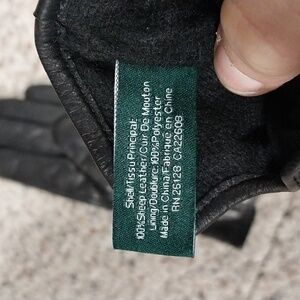 Shell/Tissu Principal:
100%Sheep Leather/Cuir De Mouton
Lining/Doublure: 100%Polyester
Made in China/Fabriqué en Chine
RN 26128 CA22608